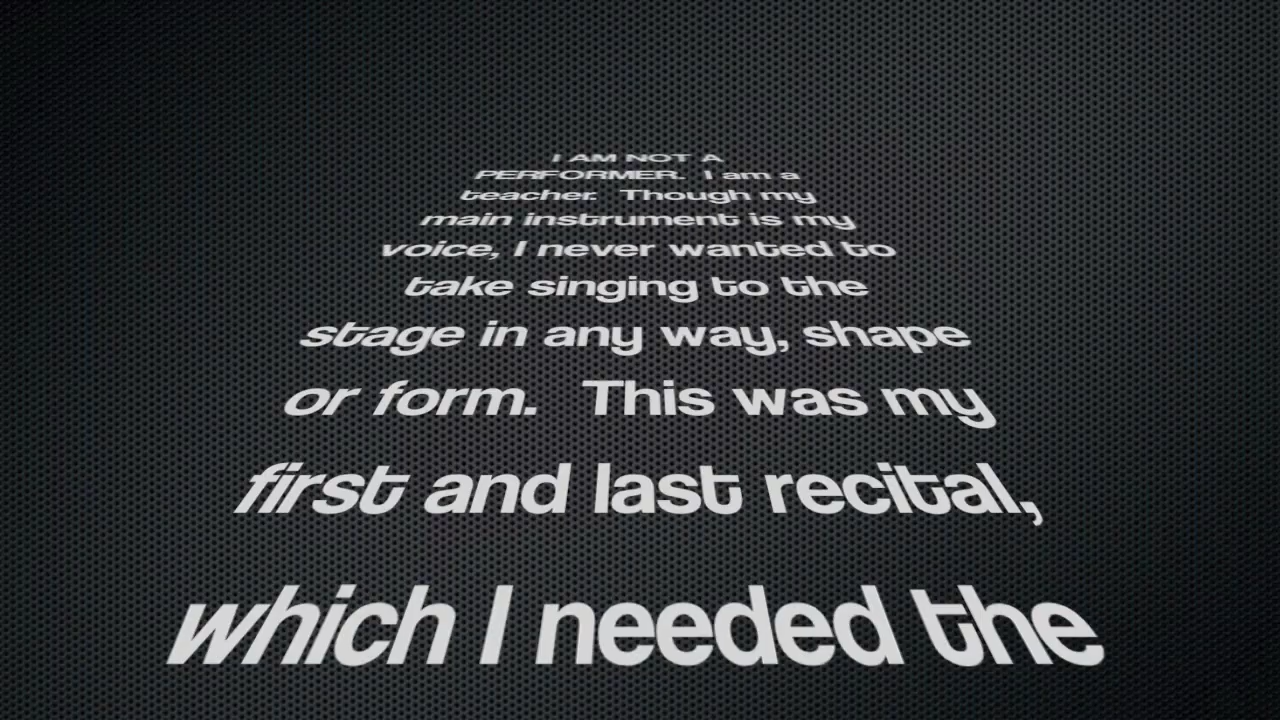 I AM NOT A
PERFORMER.  I am a
teacher.  Though my
main instrument is my
voice, I never wanted to
take singing to the
stage in any way, shape
or form.  This was my
first and last recital,
which I needed the